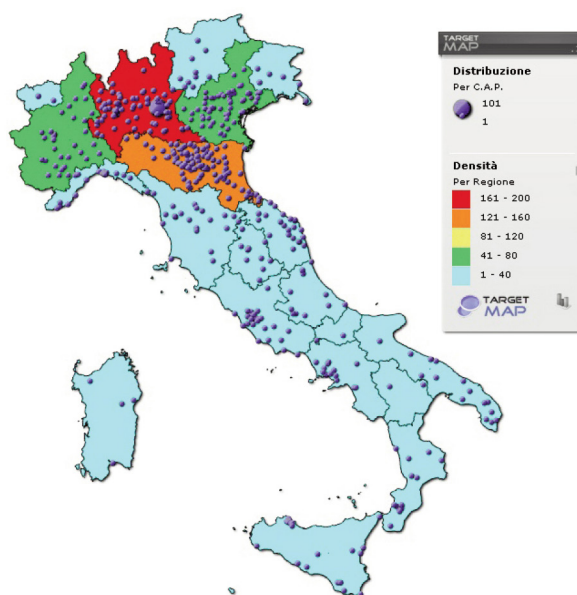 TARGET
MAP
Distribuzione
Per C.A.P.
101
1
Densità
Per Regione
161 - 200
121 - 160
81 - 120
41 - 80
1 - 40
TARGET
MAP